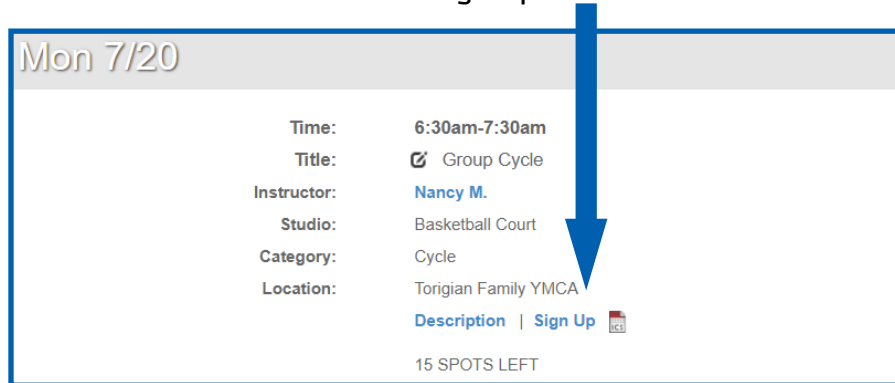 Mon 7/20
Time: 6:30am-7:30am
Title: Group Cycle
Instructor: Nancy M.
Studio: Basketball Court
Category: Cycle
Location: Torigian Family YMCA
Description | Sign Up ICS
15 SPOTS LEFT